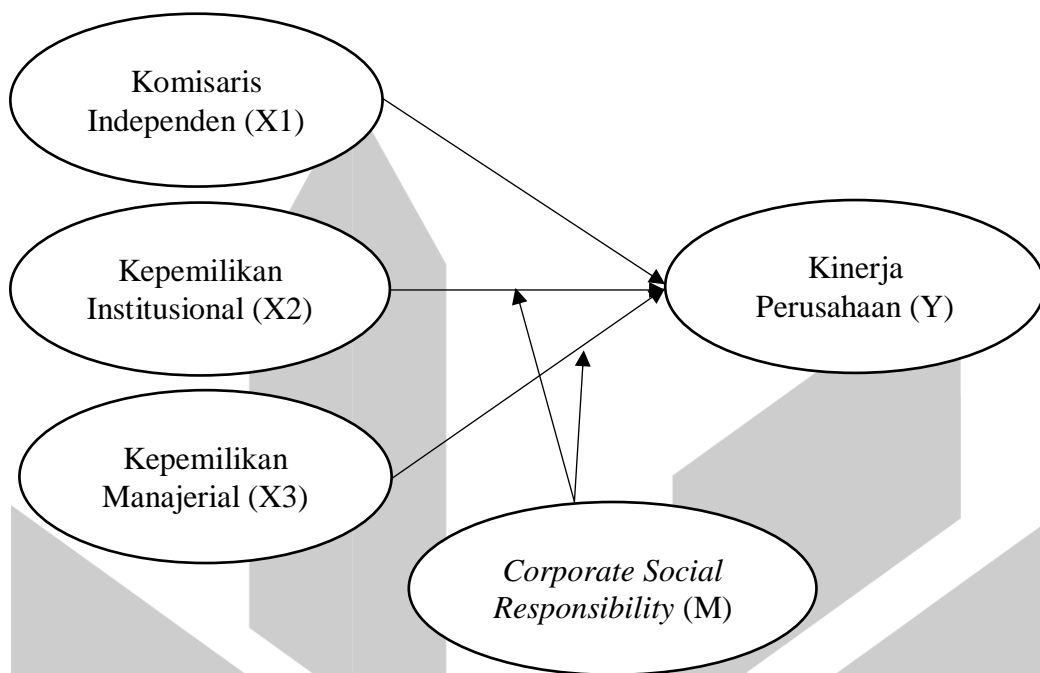 Komisaris
Independen (X1)
Kepemilikan
Institusional (X2)
Kinerja
Perusahaan (Y)
Kepemilikan
Manajerial (X3)
Corporate Social
Responsibility (M)